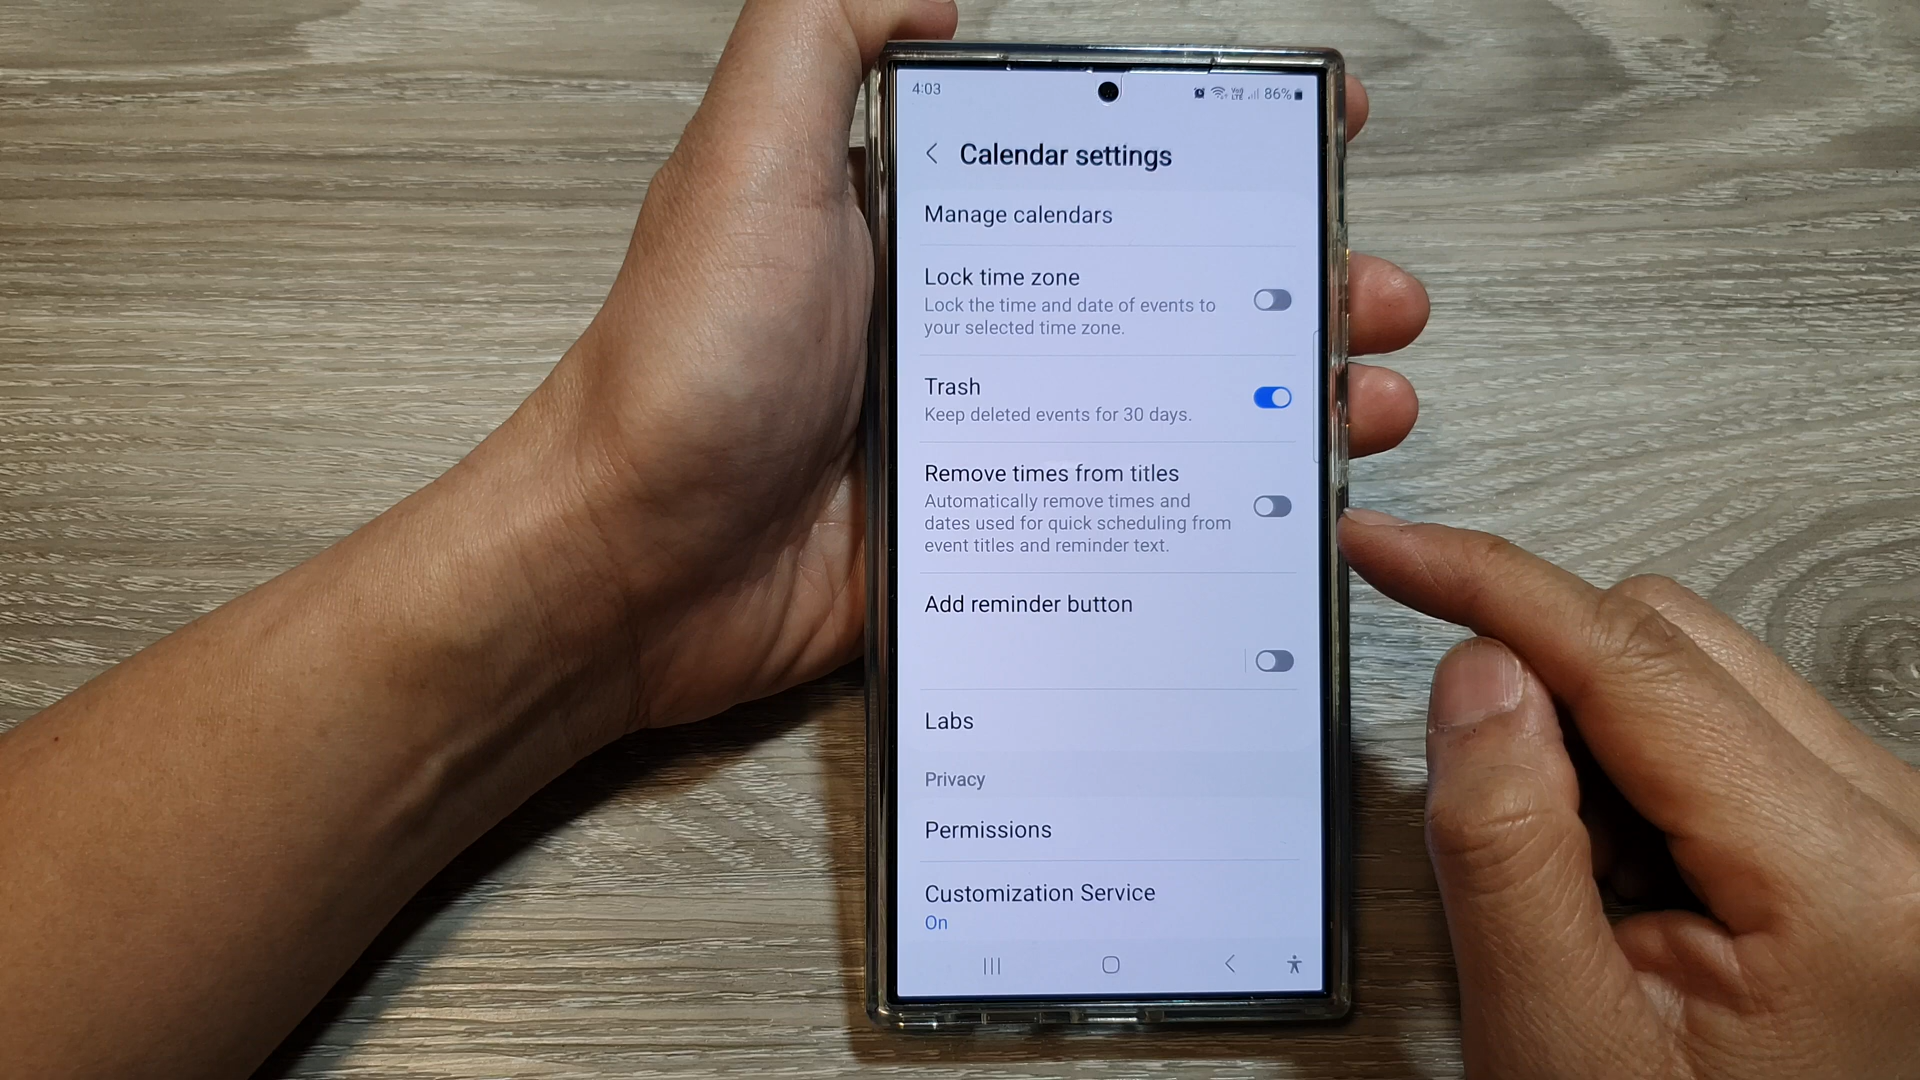 4:03
Vo)) LTE 86%
Calendar settings
Manage calendars
Lock time zone
Lock the time and date of events to
your selected time zone.
Trash
Keep deleted events for 30 days.
Remove times from titles
Automatically remove times and
dates used for quick scheduling from
event titles and reminder text.
Add reminder button
Labs
Privacy
Permissions
Customization Service
On